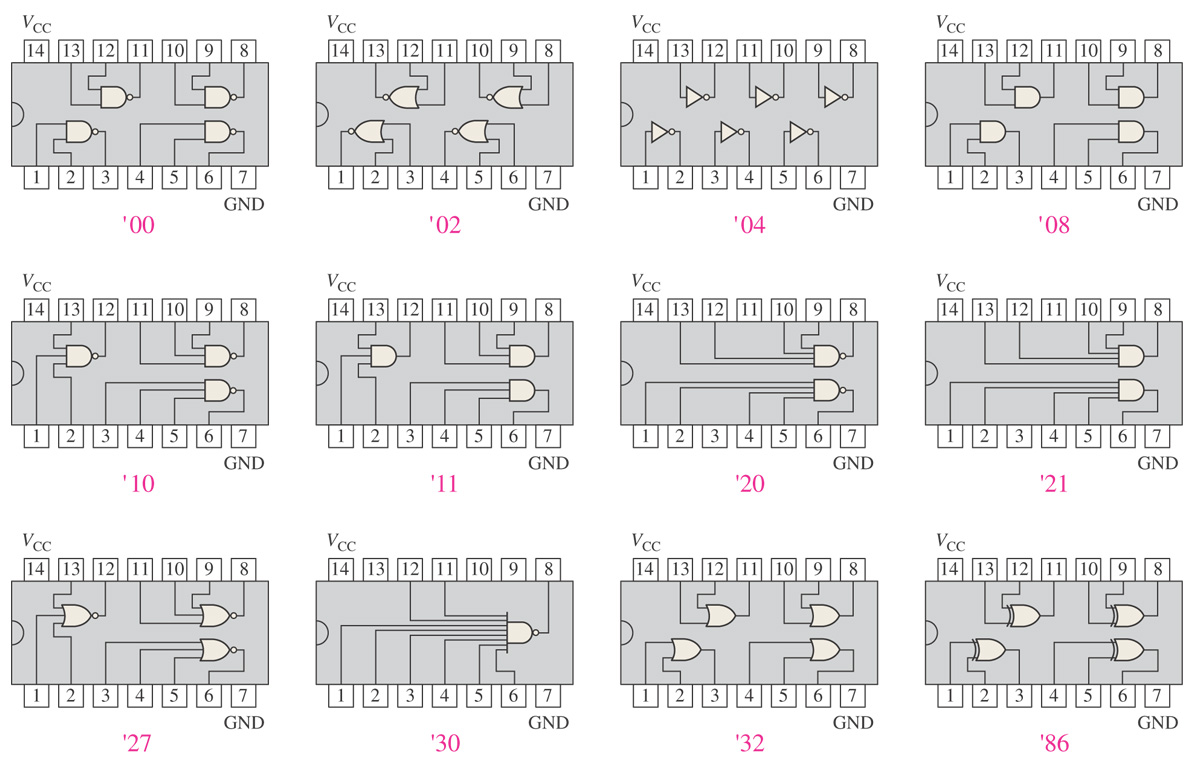 VCC VCC VCC VCC
14 13 12 11 10 9 8 14 13 12 11 10 9 8 14 13 12 11 10 9 8 14 13 12 11 10 9 8
1 2 3 4 5 6 7 1 2 3 4 5 6 7 1 2 3 4 5 6 7 1 2 3 4 5 6 7
GND GND GND GND
'00 '02 '04 '08
VCC VCC VCC VCC
14 13 12 11 10 9 8 14 13 12 11 10 9 8 14 13 12 11 10 9 8 14 13 12 11 10 9 8
1 2 3 4 5 6 7 1 2 3 4 5 6 7 1 2 3 4 5 6 7 1 2 3 4 5 6 7
GND GND GND GND
'10 '11 '20 '21
VCC VCC VCC VCC
14 13 12 11 10 9 8 14 13 12 11 10 9 8 14 13 12 11 10 9 8 14 13 12 11 10 9 8
1 2 3 4 5 6 7 1 2 3 4 5 6 7 1 2 3 4 5 6 7 1 2 3 4 5 6 7
GND GND GND GND
'27 '30 '32 '86